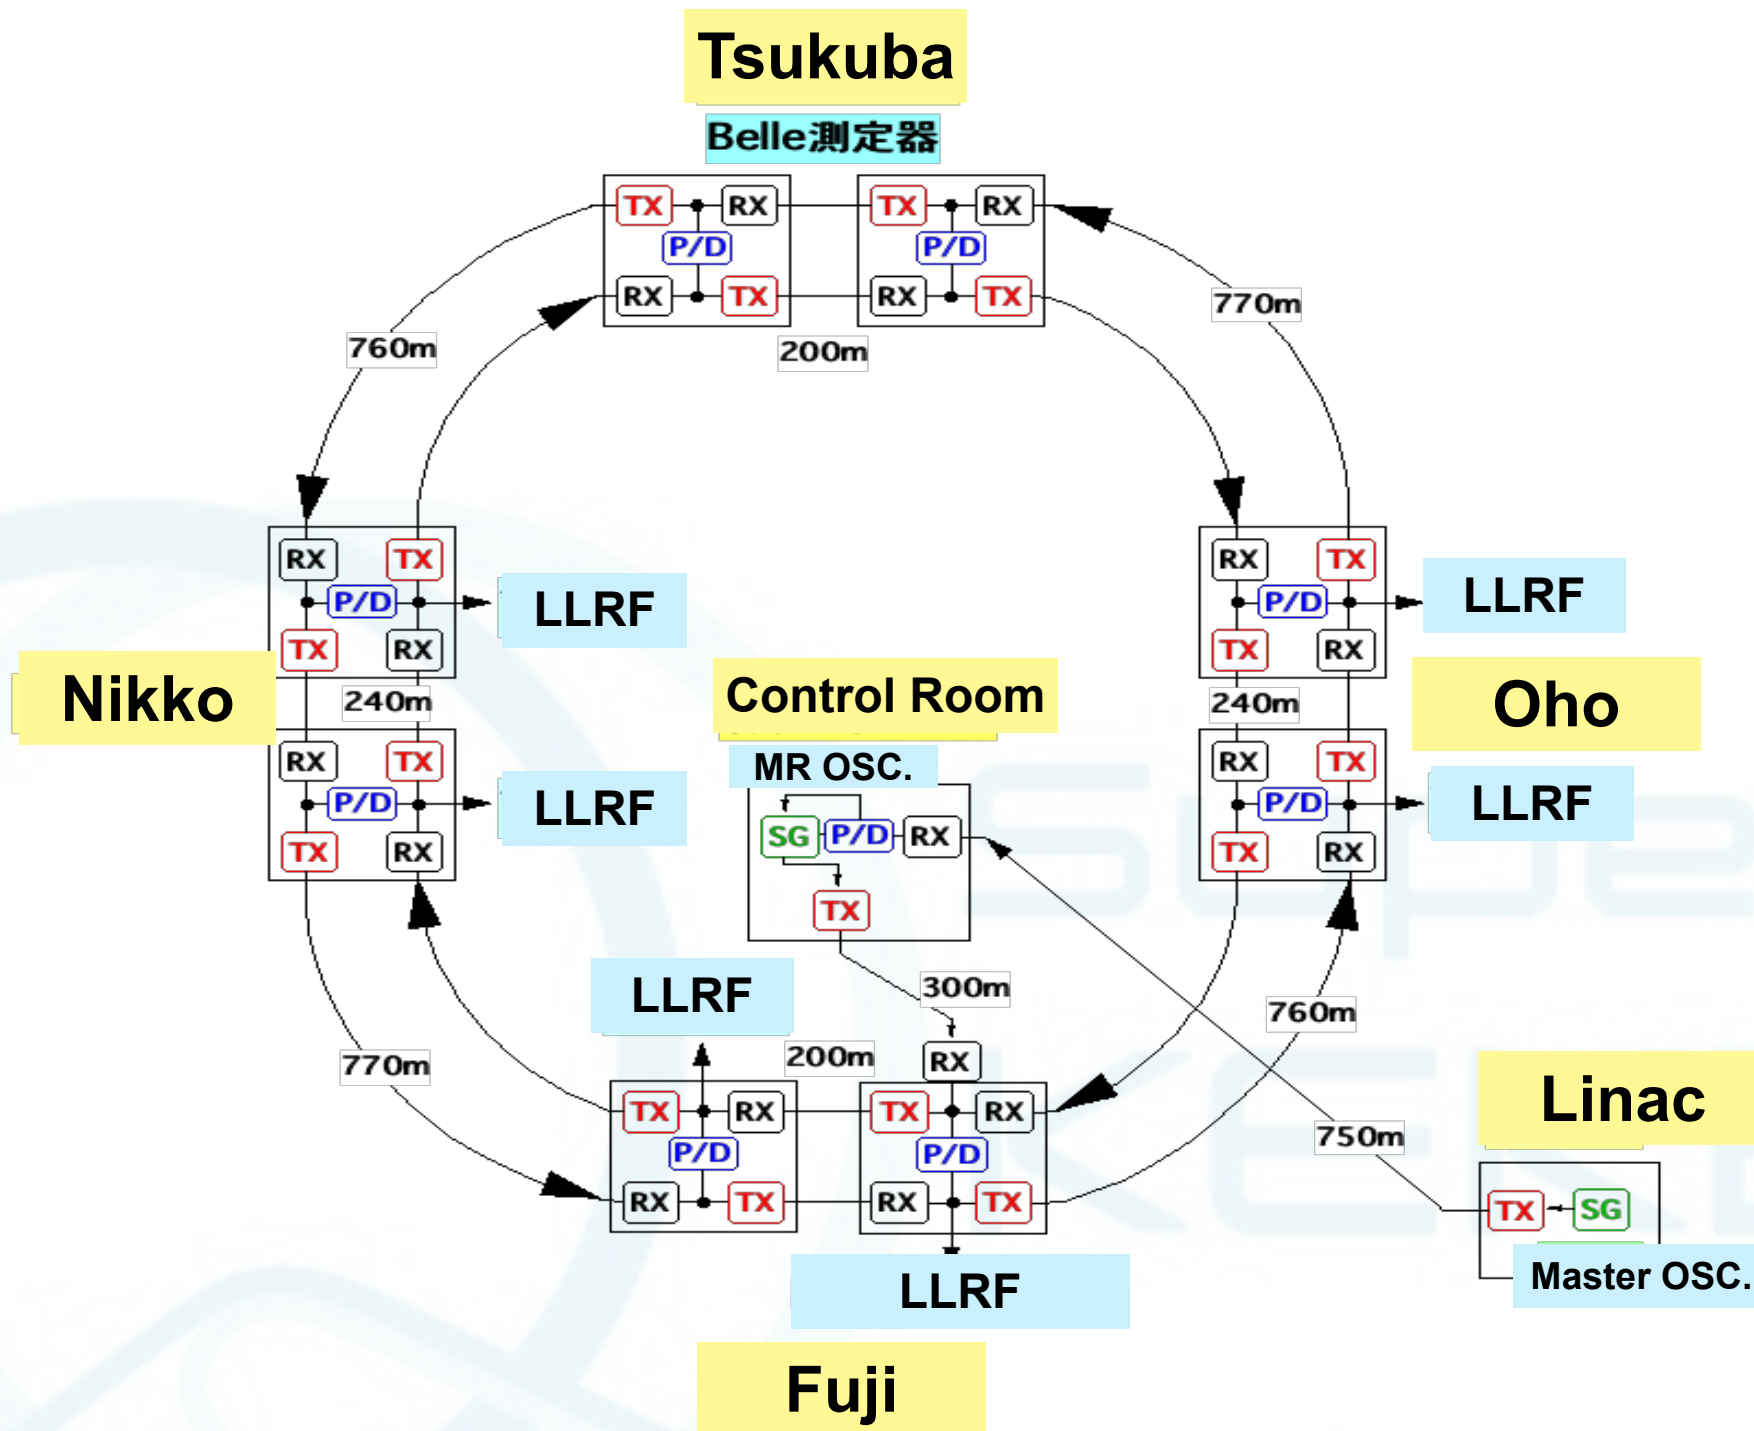 Tsukuba
Belle測定器
TX RX TX RX
P/D P/D
RX TX RX TX
770m
760m
200m
RX TX RX TX
P/D LLRF P/D LLRF
TX RX TX RX
Nikko 240m Control Room 240m Oho
MR OSC.
RX TX RX TX
P/D LLRF P/D LLRF
SG P/D RX
TX RX TX RX
TX
LLRF 300m
760m
770m 200m RX
Linac
TX RX TX RX
750m
P/D P/D
RX TX RX TX
TX SG
Master OSC.
LLRF
Fuji